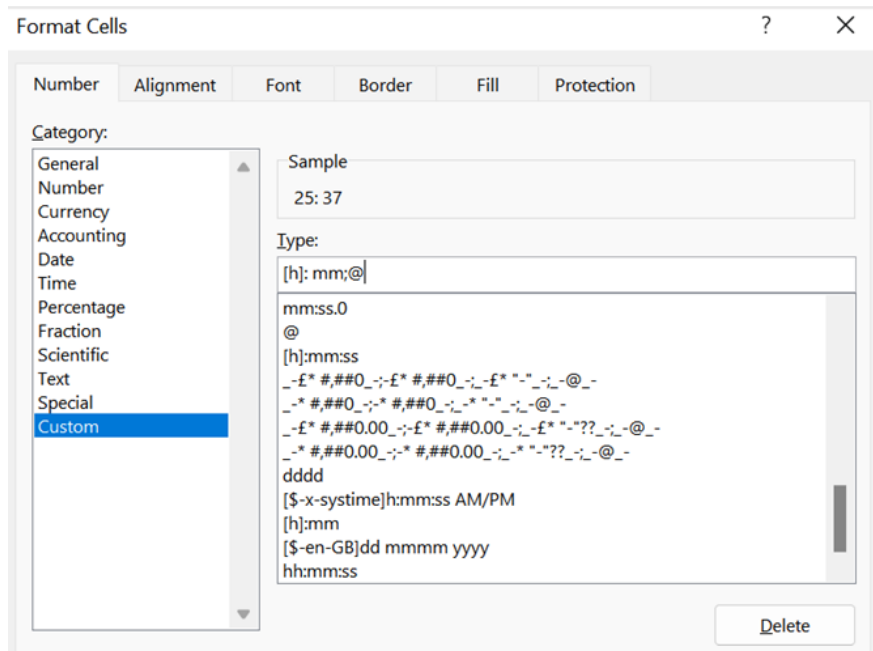 Format Cells ? ×
Number Alignment Font Border Fill Protection
Category:
General
Number
Currency
Accounting
Date
Time
Percentage
Fraction
Scientific
Text
Special
Custom
Sample
25: 37
Type:
[h]: mm;@
mm:ss.0
@
[h]:mm:ss
_-£* #,##0_-;-£* #,##0_-;_-£* "-"_-;_-@_-
_-* #,##0_-;-* #,##0_-;_-* "-"_-;_-@_-
_-£* #,##0.00_-;-£* #,##0.00_-;_-£* "-"??_-;_-@_-
_-* #,##0.00_-;-* #,##0.00_-;_-* "-"??_-;_-@_-
dddd
[$-x-systime]h:mm:ss AM/PM
[h]:mm
[$-en-GB]dd mmmm yyyy
hh:mm:ss
Delete